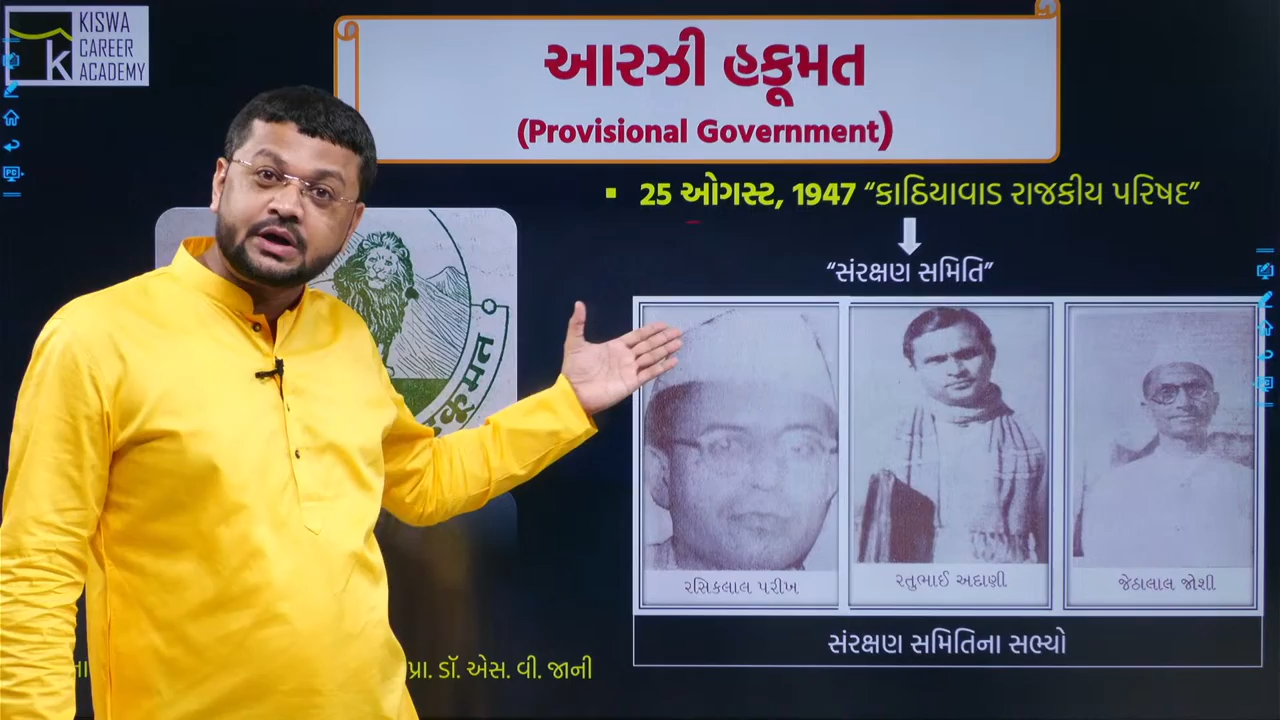 KISWA
CAREER
ACADEMY
k
આરઝી હકૂમત
(Provisional Government)
▪ 25 ઓગસ્ટ, 1947 “કાઠિયાવાડ રાજકીય પરિષદ”
“સંરક્ષણ સમિતિ”
રસિકલાલ પરીખ
રતુભાઈ અદાણી
જેઠાલાલ જોશી
સંરક્ષણ સમિતિના સભ્યો
પ્રા. ડૉ. એસ. વી. જાની
PC